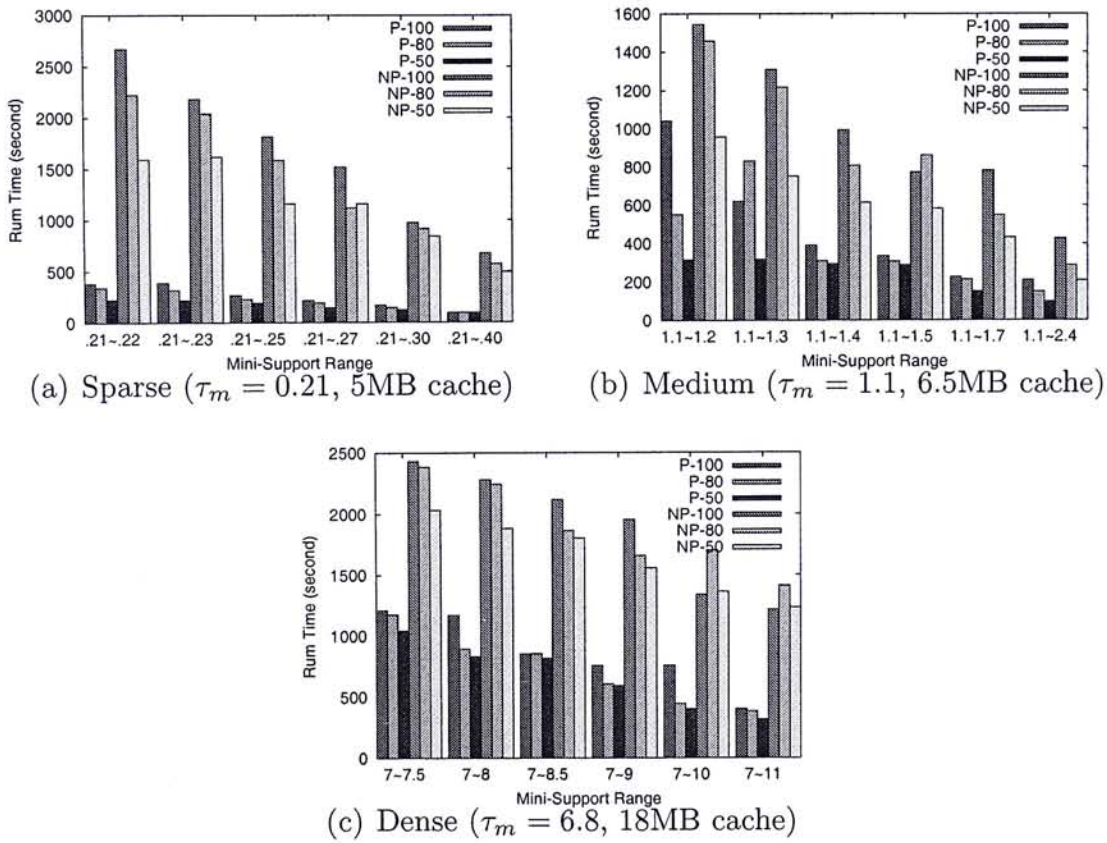 3000
2500
2000
1500
1000
500
0
Rum Time (second)
P-100
P-80
P-50
NP-100
NP-80
NP-50
.21~.22
.21~.23
.21~.25
.21~.27
.21~.30
.21~.40
Mini-Support Range
(a) Sparse (τm = 0.21, 5MB cache)
1600
1400
1200
1000
800
600
400
200
0
Rum Time (second)
P-100
P-80
P-50
NP-100
NP-80
NP-50
1.1~1.2
1.1~1.3
1.1~1.4
1.1~1.5
1.1~1.7
1.1~2.4
Mini-Support Range
(b) Medium (τm = 1.1, 6.5MB cache)
2500
2000
1500
1000
500
0
Rum Time (second)
P-100
P-80
P-50
NP-100
NP-80
NP-50
7~7.5
7~8
7~8.5
7~9
7~10
7~11
Mini-Support Range
(c) Dense (τm = 6.8, 18MB cache)